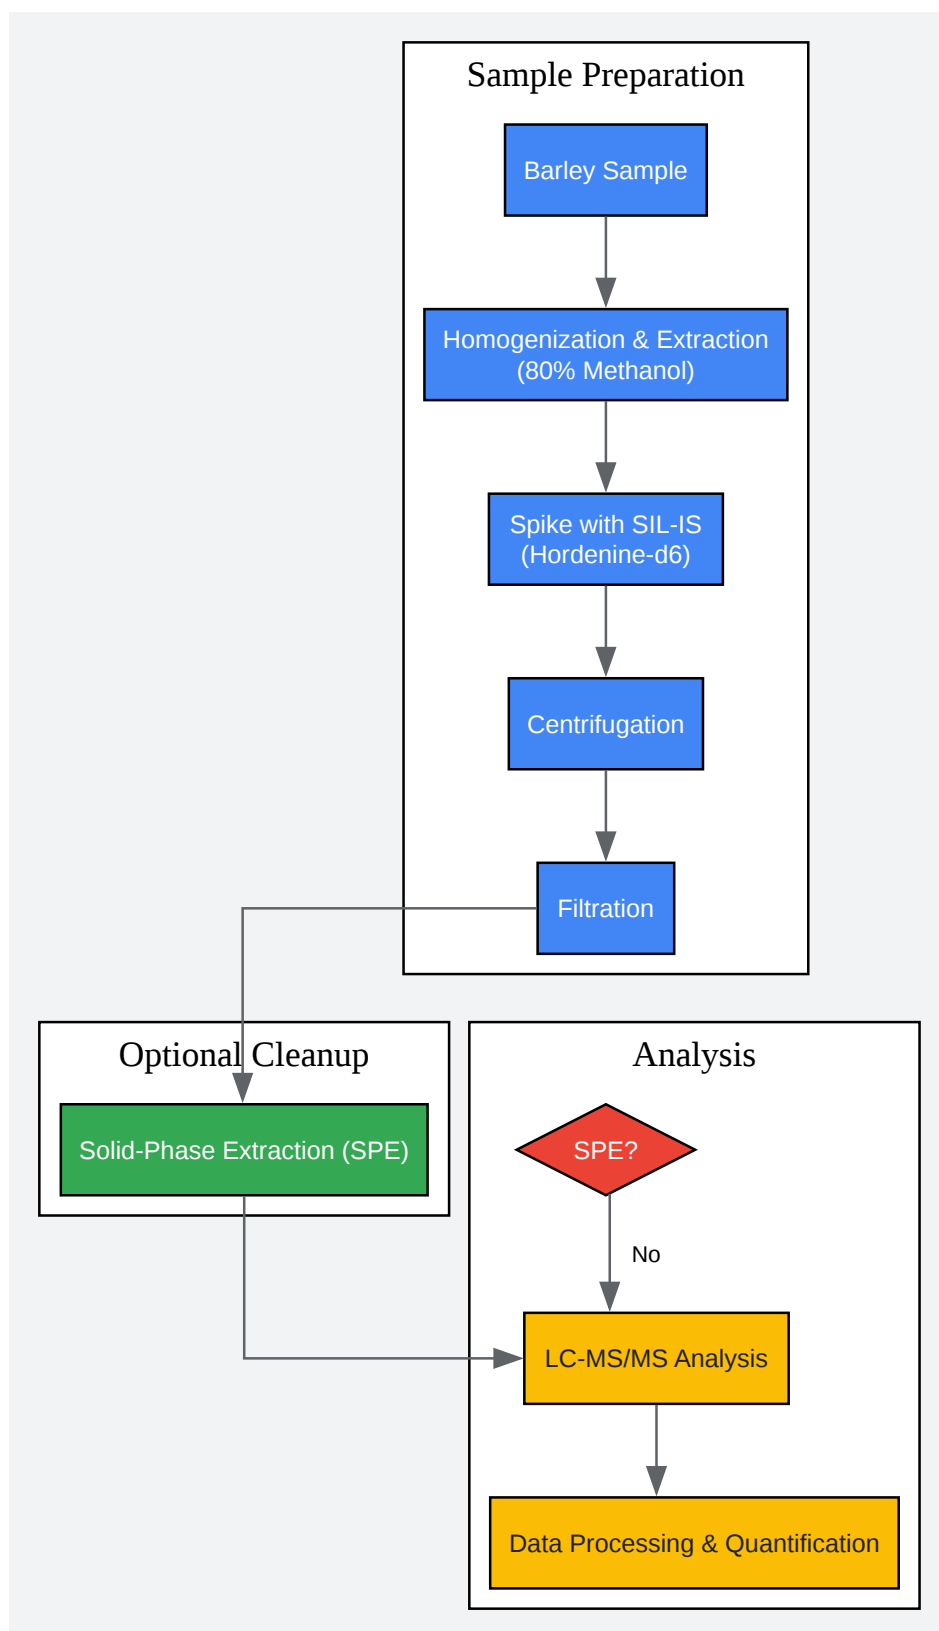 Sample Preparation
Barley Sample
Homogenization & Extraction
(80% Methanol)
Spike with SIL-IS
(Hordenine-d6)
Centrifugation
Filtration
Optional Cleanup
Solid-Phase Extraction (SPE)
Analysis
SPE?
No
LC-MS/MS Analysis
Data Processing & Quantification